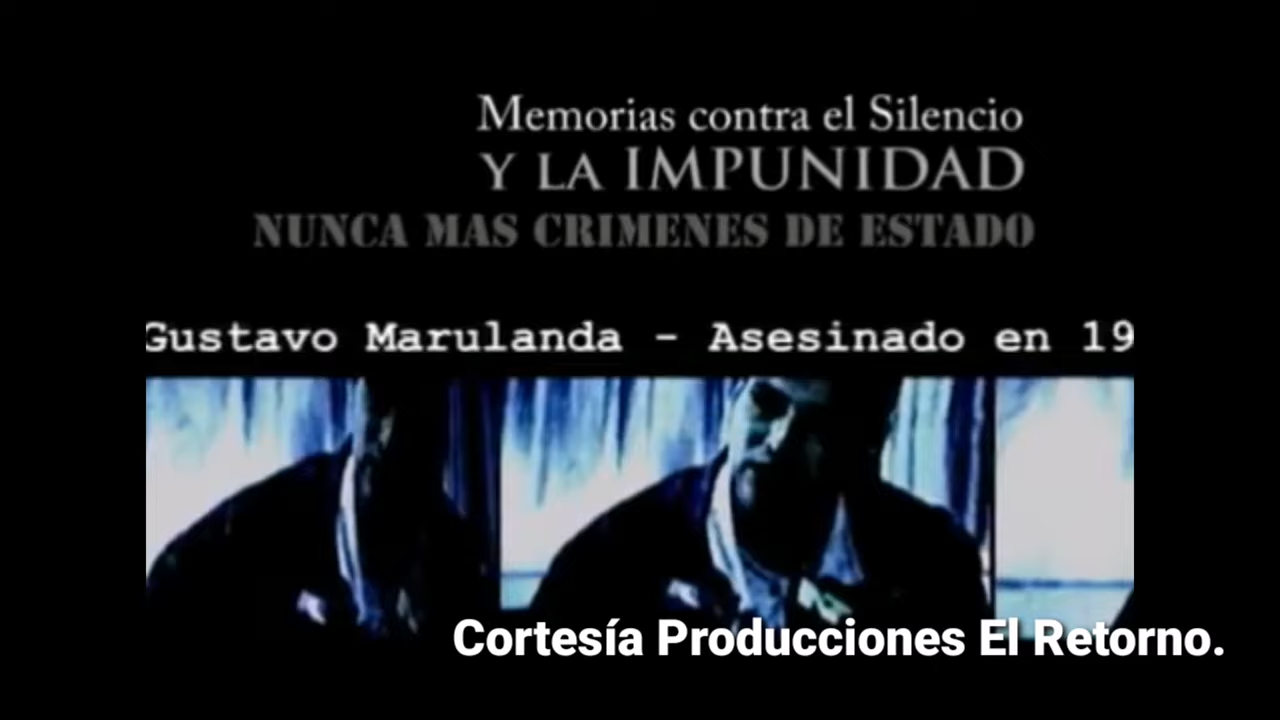 Memorias contra el Silencio
Y LA IMPUNIDAD
NUNCA MAS CRIMENES DE ESTADO
Gustavo Marulanda - Asesinado en 19
Cortesía Producciones El Retorno.